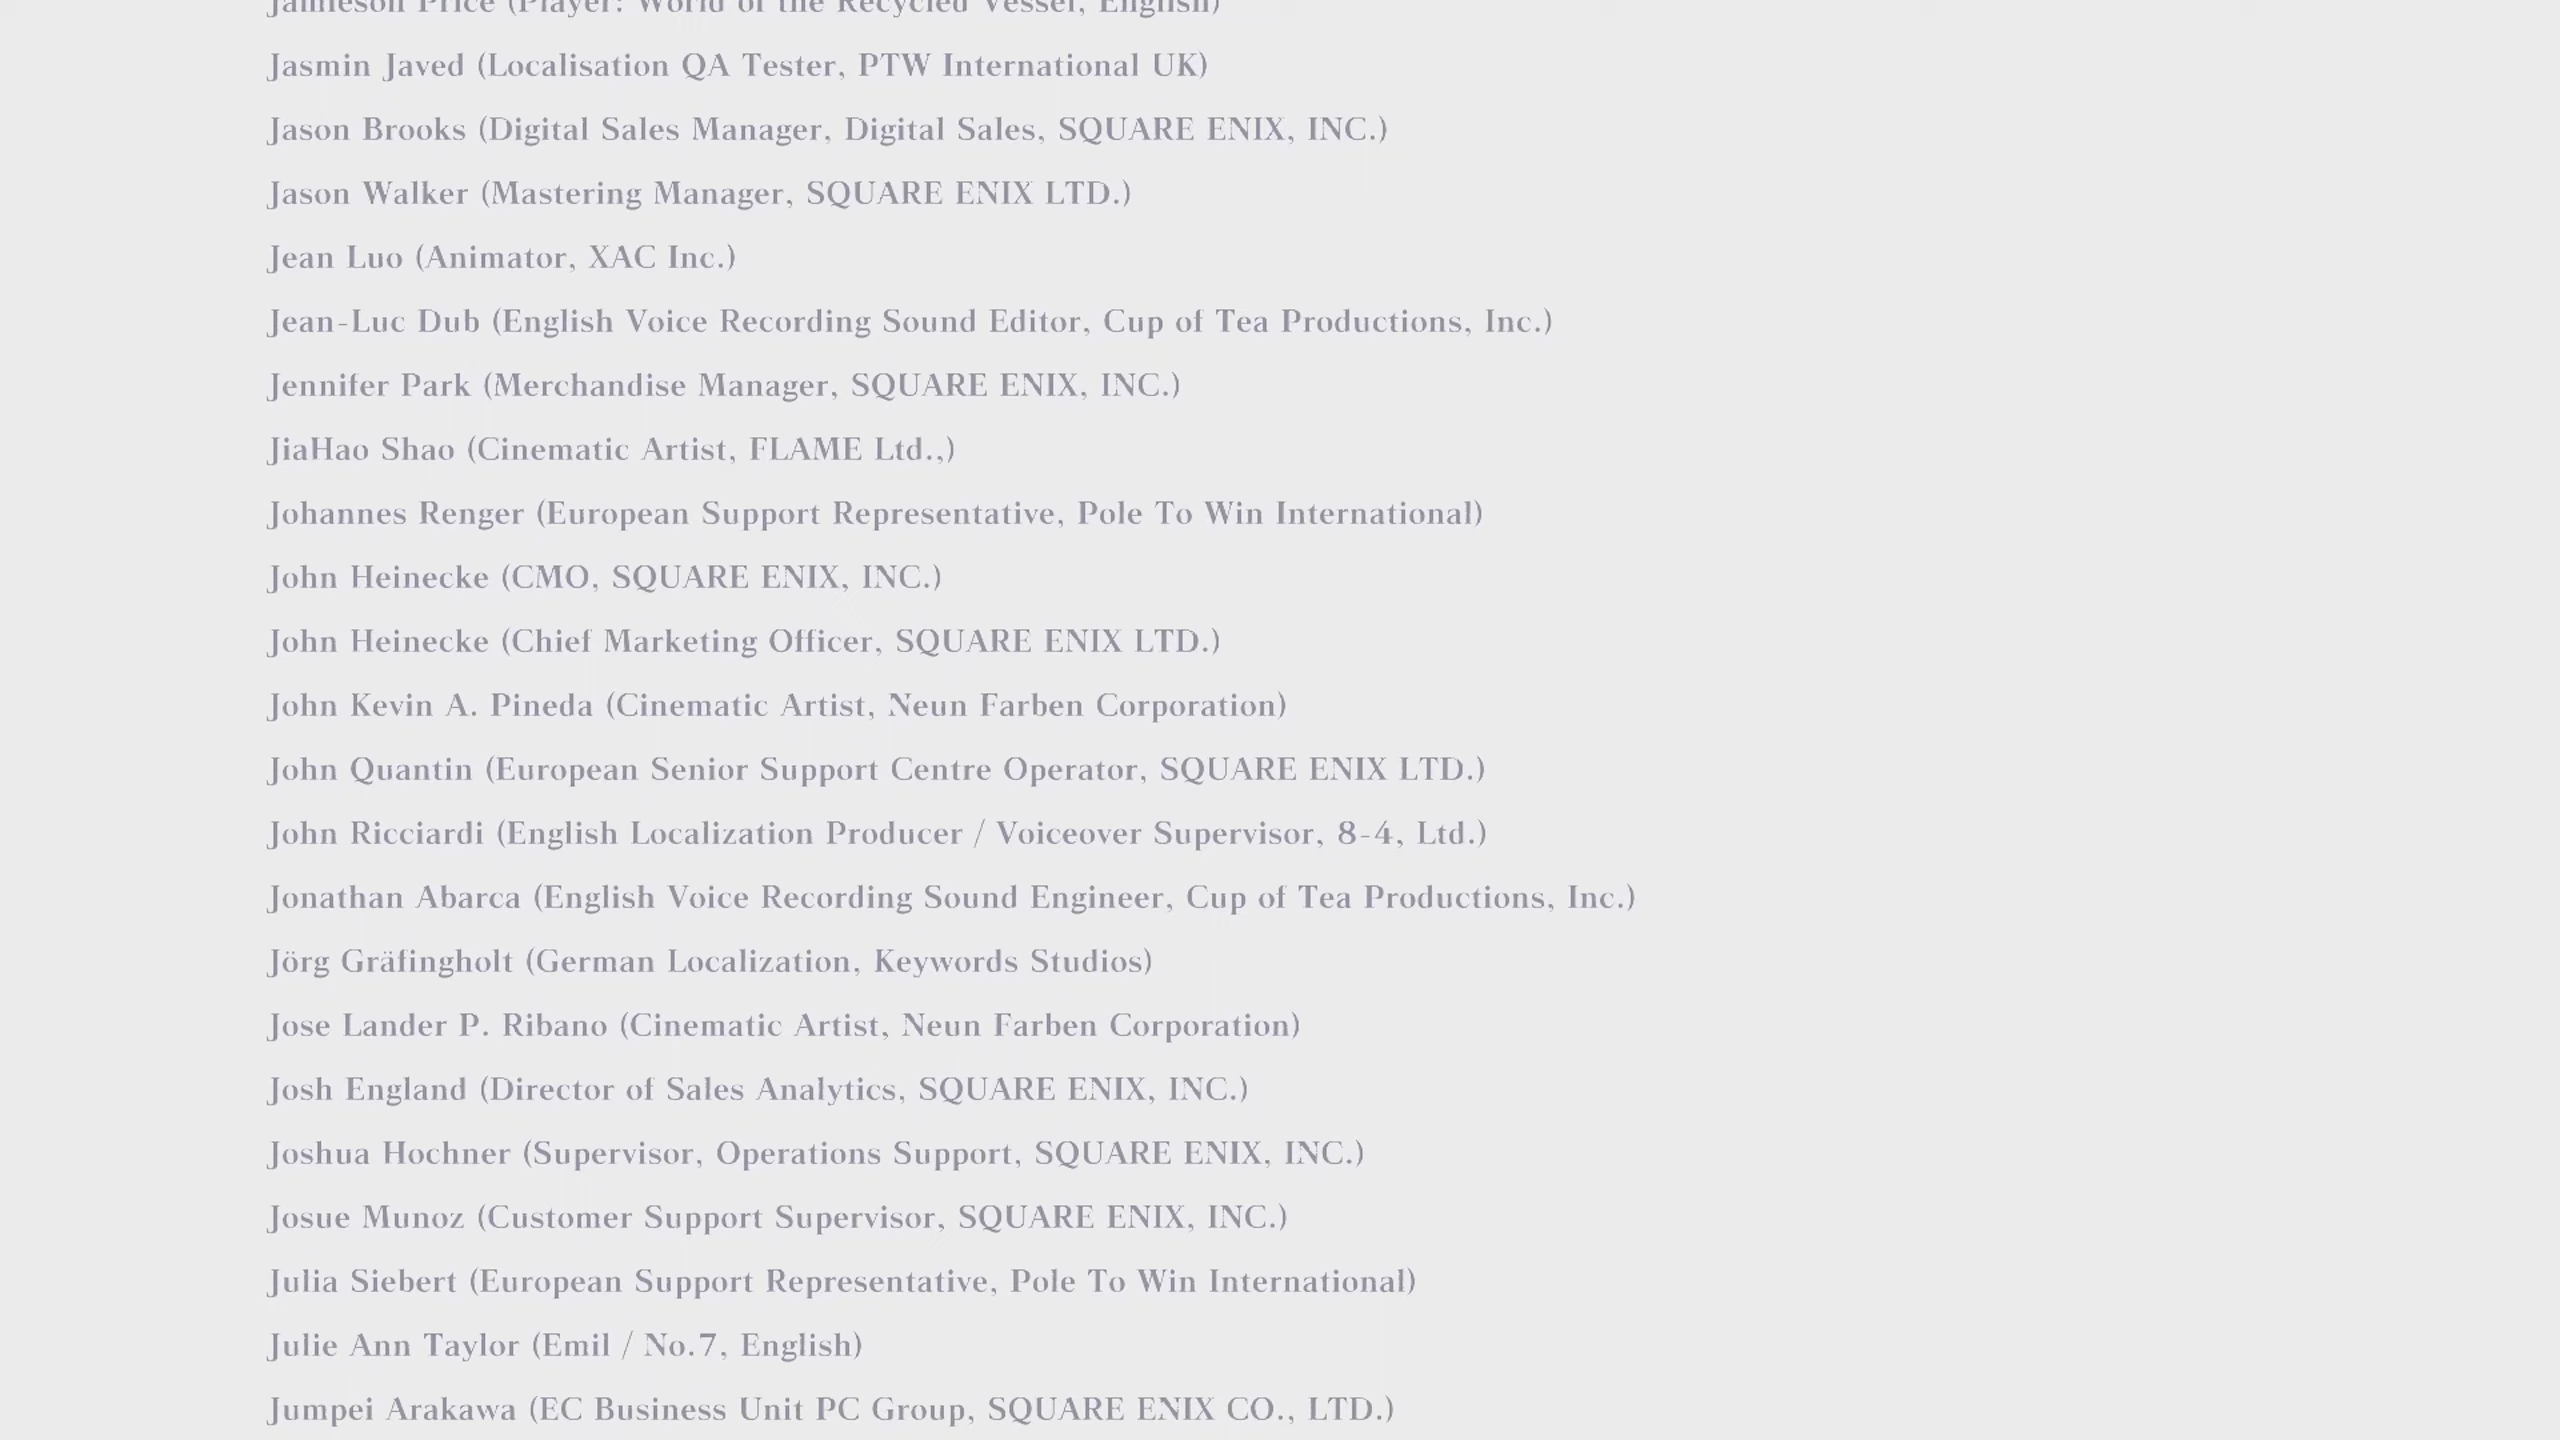 Jamieson Price (Player: World of the Recycled Vessel, English)
Jasmin Javed (Localisation QA Tester, PTW International UK)
Jason Brooks (Digital Sales Manager, Digital Sales, SQUARE ENIX, INC.)
Jason Walker (Mastering Manager, SQUARE ENIX LTD.)
Jean Luo (Animator, XAC Inc.)
Jean-Luc Dub (English Voice Recording Sound Editor, Cup of Tea Productions, Inc.)
Jennifer Park (Merchandise Manager, SQUARE ENIX, INC.)
JiaHao Shao (Cinematic Artist, FLAME Ltd.,)
Johannes Renger (European Support Representative, Pole To Win International)
John Heinecke (CMO, SQUARE ENIX, INC.)
John Heinecke (Chief Marketing Officer, SQUARE ENIX LTD.)
John Kevin A. Pineda (Cinematic Artist, Neun Farben Corporation)
John Quantin (European Senior Support Centre Operator, SQUARE ENIX LTD.)
John Ricciardi (English Localization Producer / Voiceover Supervisor, 8-4, Ltd.)
Jonathan Abarca (English Voice Recording Sound Engineer, Cup of Tea Productions, Inc.)
Jörg Gräfingholt (German Localization, Keywords Studios)
Jose Lander P. Ribano (Cinematic Artist, Neun Farben Corporation)
Josh England (Director of Sales Analytics, SQUARE ENIX, INC.)
Joshua Hochner (Supervisor, Operations Support, SQUARE ENIX, INC.)
Josue Munoz (Customer Support Supervisor, SQUARE ENIX, INC.)
Julia Siebert (European Support Representative, Pole To Win International)
Julie Ann Taylor (Emil / No.7, English)
Jumpei Arakawa (EC Business Unit PC Group, SQUARE ENIX CO., LTD.)